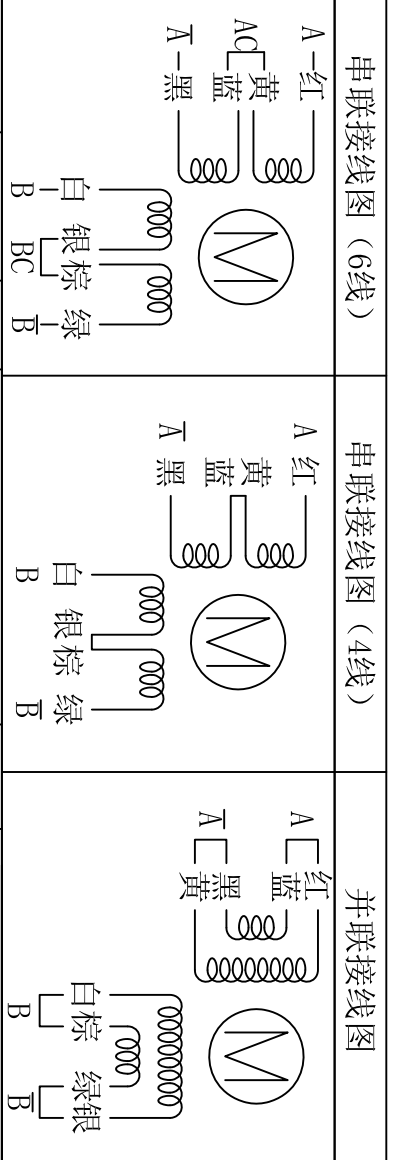 串联接线图（6线）
A-红
AC
黄
蓝
A̅-黑
M
白 银 棕 绿
B BC B̅
串联接线图（4线）
A 红
黄
蓝
A̅ 黑
M
白 银 棕 绿
B B̅
并联接线图
A
红
蓝
A̅
黑
黄
M
白 棕 绿 银
B B̅